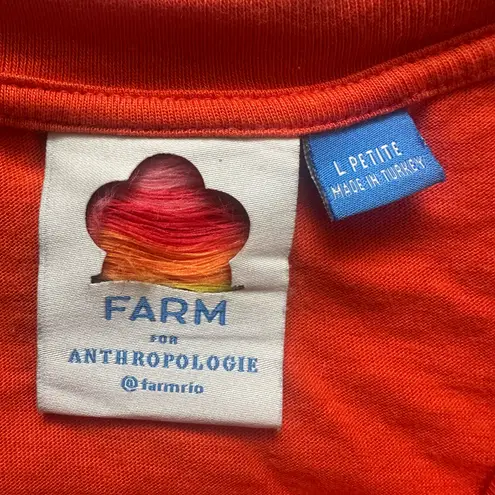 FARM
FOR
ANTHROPOLOGIE
@farmrio
L PETITE
MADE IN TURKEY